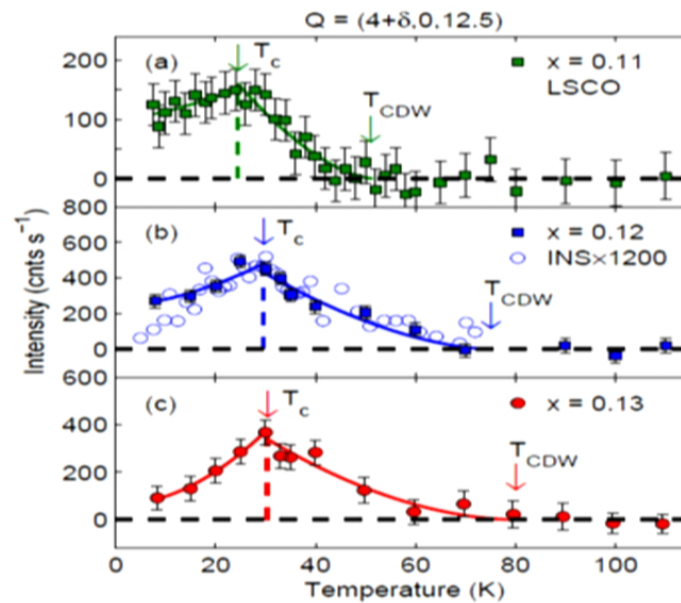 Q = (4+δ,0,12.5)
(a)
T_c
x = 0.11
LSCO
T_CDW
200
100
0
800
(b)
T_c
x = 0.12
INS×1200
T_CDW
600
400
200
0
600
(c)
T_c
x = 0.13
T_CDW
400
200
0
Intensity (cnts s⁻¹)
0 20 40 60 80 100
Temperature (K)